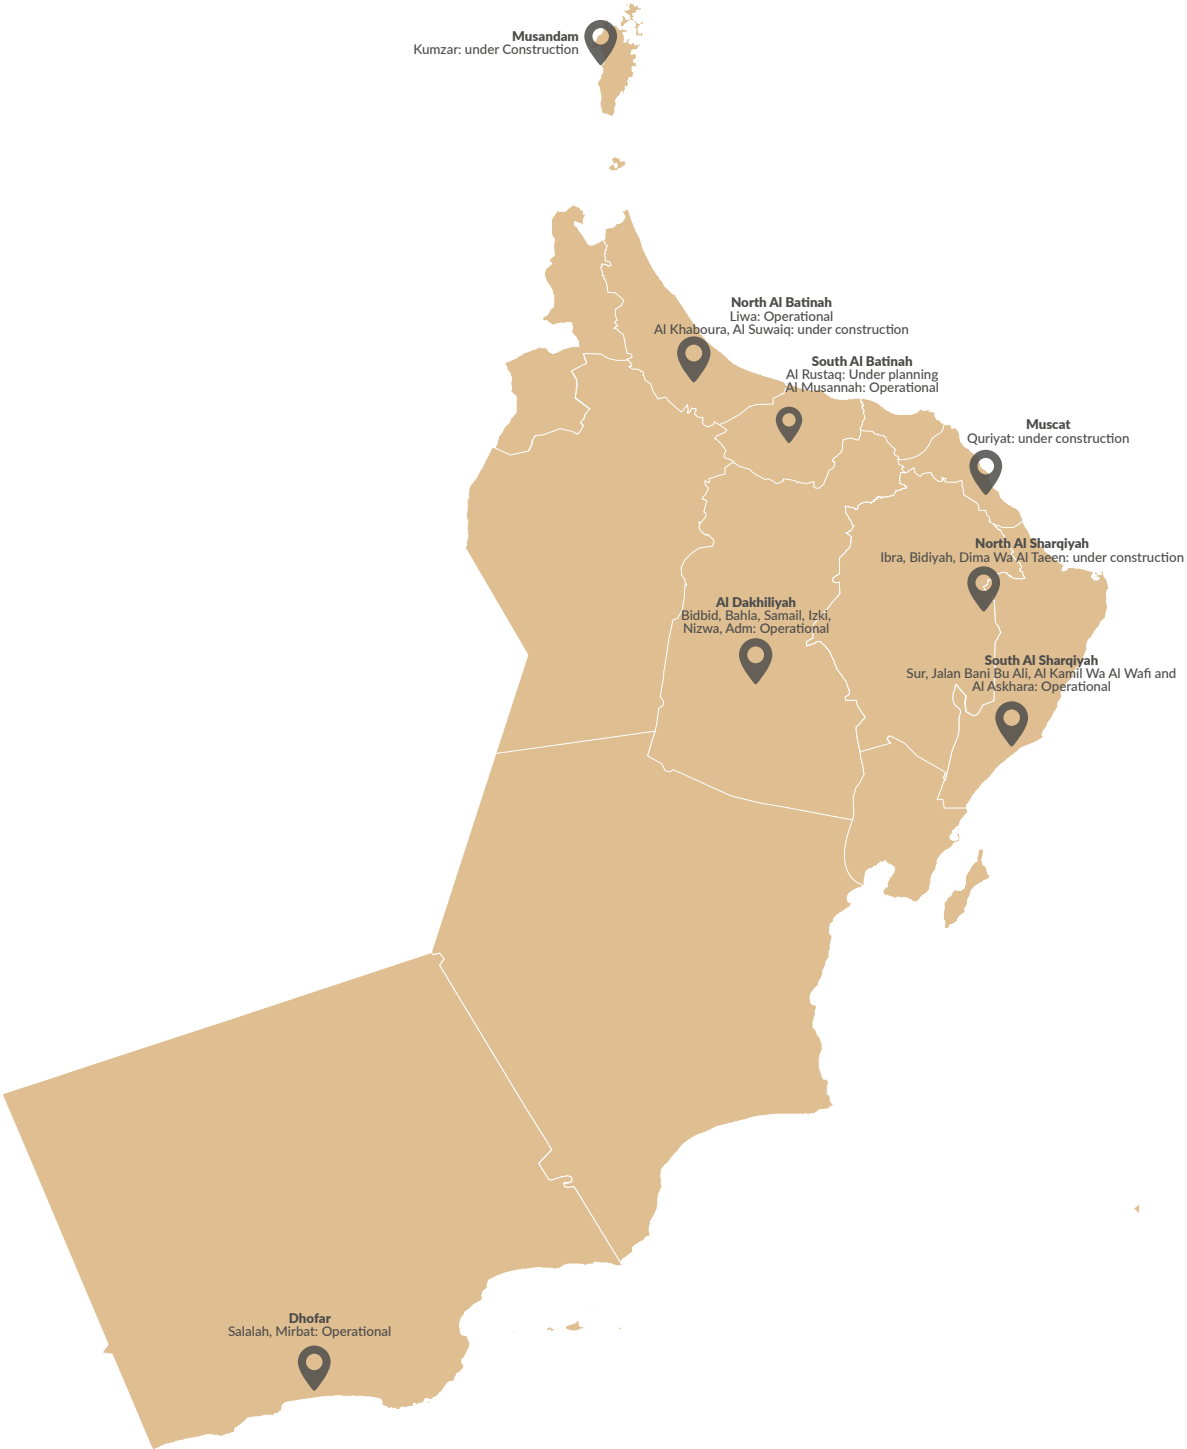 Musandam
Kumzar: under Construction
North Al Batinah
Liwa: Operational
Al Khaboura, Al Suwaiq: under construction
South Al Batinah
Al Rustaq: Under planning
Al Musannah: Operational
Muscat
Quriyat: under construction
North Al Sharqiyah
Ibra, Bidiyah, Dima Wa Al Taeen: under construction
Al Dakhiliyah
Bidbid, Bahla, Samail, Izki,
Nizwa, Adm: Operational
South Al Sharqiyah
Sur, Jalan Bani Bu Ali, Al Kamil Wa Al Wafi and
Al Askhara: Operational
Dhofar
Salalah, Mirbat: Operational